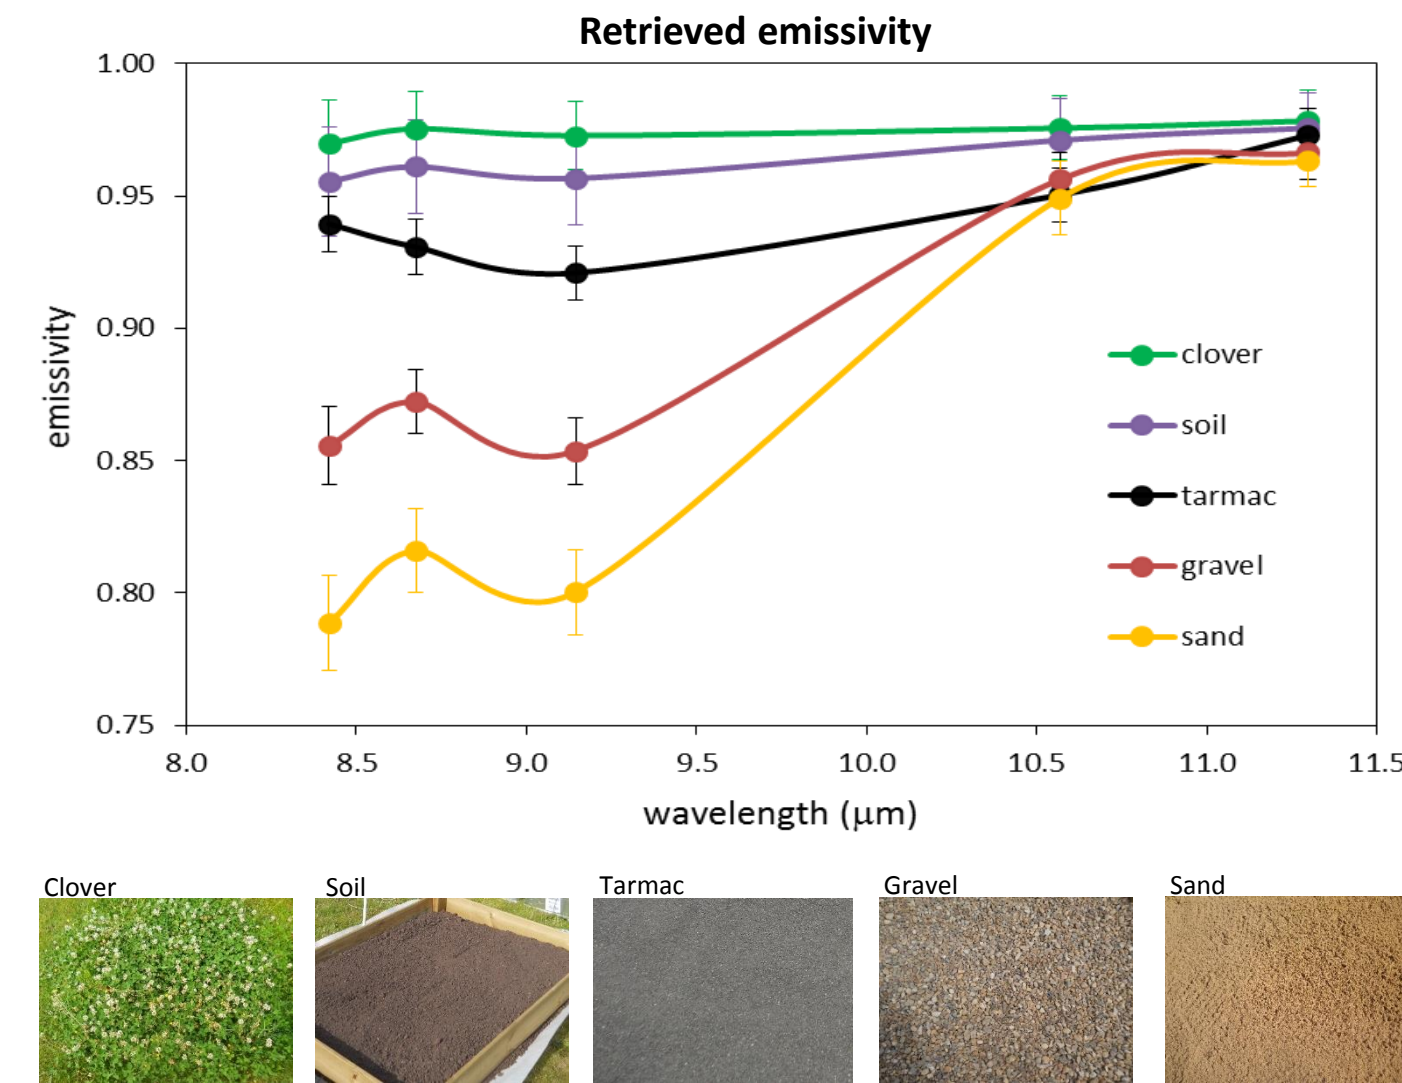 Retrieved emissivity
1.00
0.95
0.90
0.85
0.80
0.75
emissivity
clover
soil
tarmac
gravel
sand
8.0 8.5 9.0 9.5 10.0 10.5 11.0 11.5
wavelength (μm)
Clover Soil Tarmac Gravel Sand